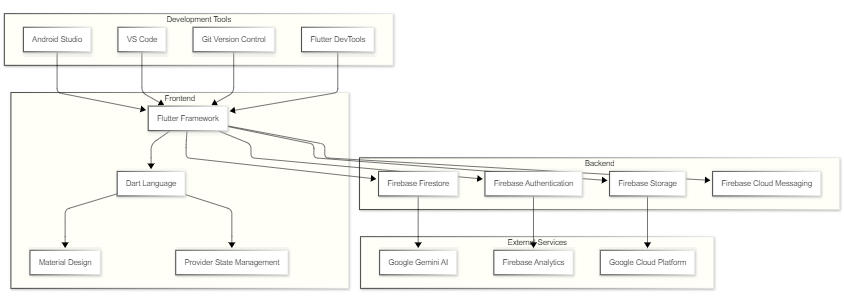 Development Tools
Android Studio
VS Code
Git Version Control
Flutter DevTools
Frontend
Flutter Framework
Backend
Dart Language
Firebase Firestore
Firebase Authentication
Firebase Storage
Firebase Cloud Messaging
External Services
Material Design
Provider State Management
Google Gemini AI
Firebase Analytics
Google Cloud Platform